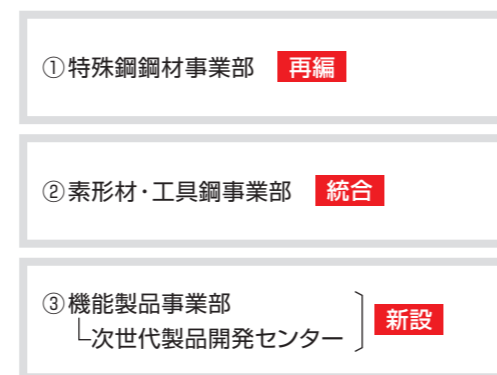 ①特殊鋼鋼材事業部 再編
②素形材・工具鋼事業部 統合
③機能製品事業部
次世代製品開発センター 新設